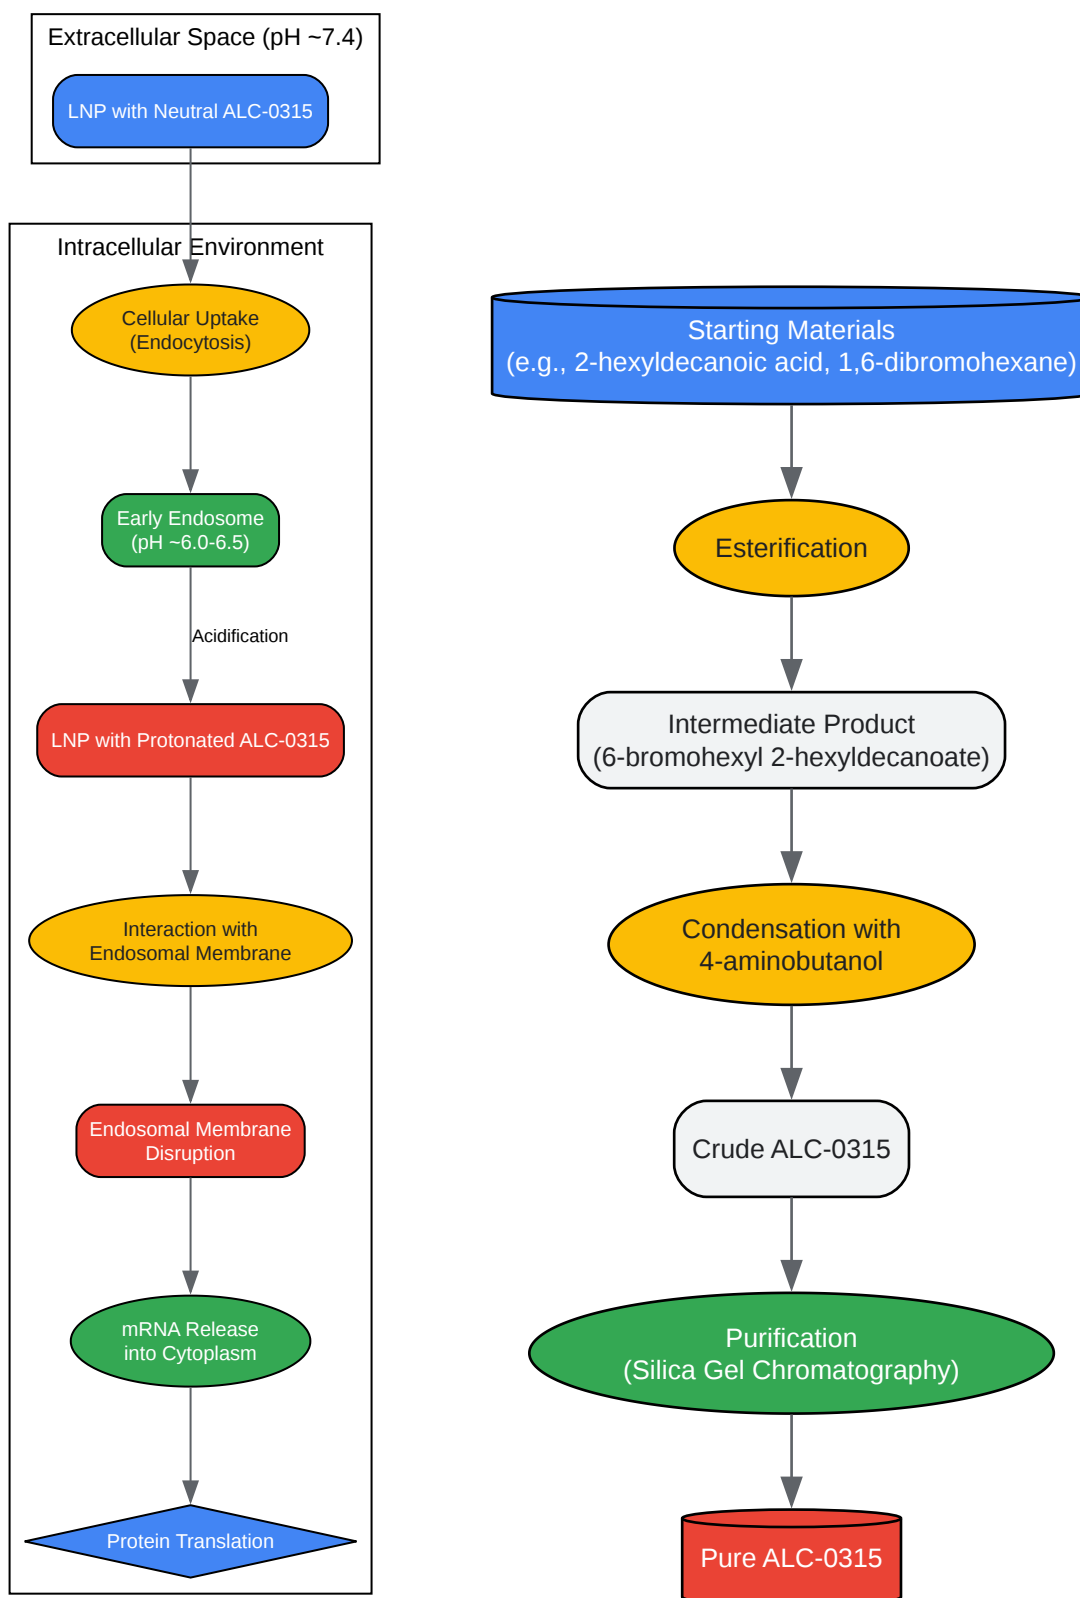 Extracellular Space (pH ~7.4)
LNP with Neutral ALC-0315
Intracellular Environment
Cellular Uptake
(Endocytosis)
Early Endosome
(pH ~6.0-6.5)
Acidification
LNP with Protonated ALC-0315
Interaction with
Endosomal Membrane
Endosomal Membrane
Disruption
mRNA Release
into Cytoplasm
Protein Translation
Starting Materials
(e.g., 2-hexyldecanoic acid, 1,6-dibromohexane)
Esterification
Intermediate Product
(6-bromohexyl 2-hexyldecanoate)
Condensation with
4-aminobutanol
Crude ALC-0315
Purification
(Silica Gel Chromatography)
Pure ALC-0315